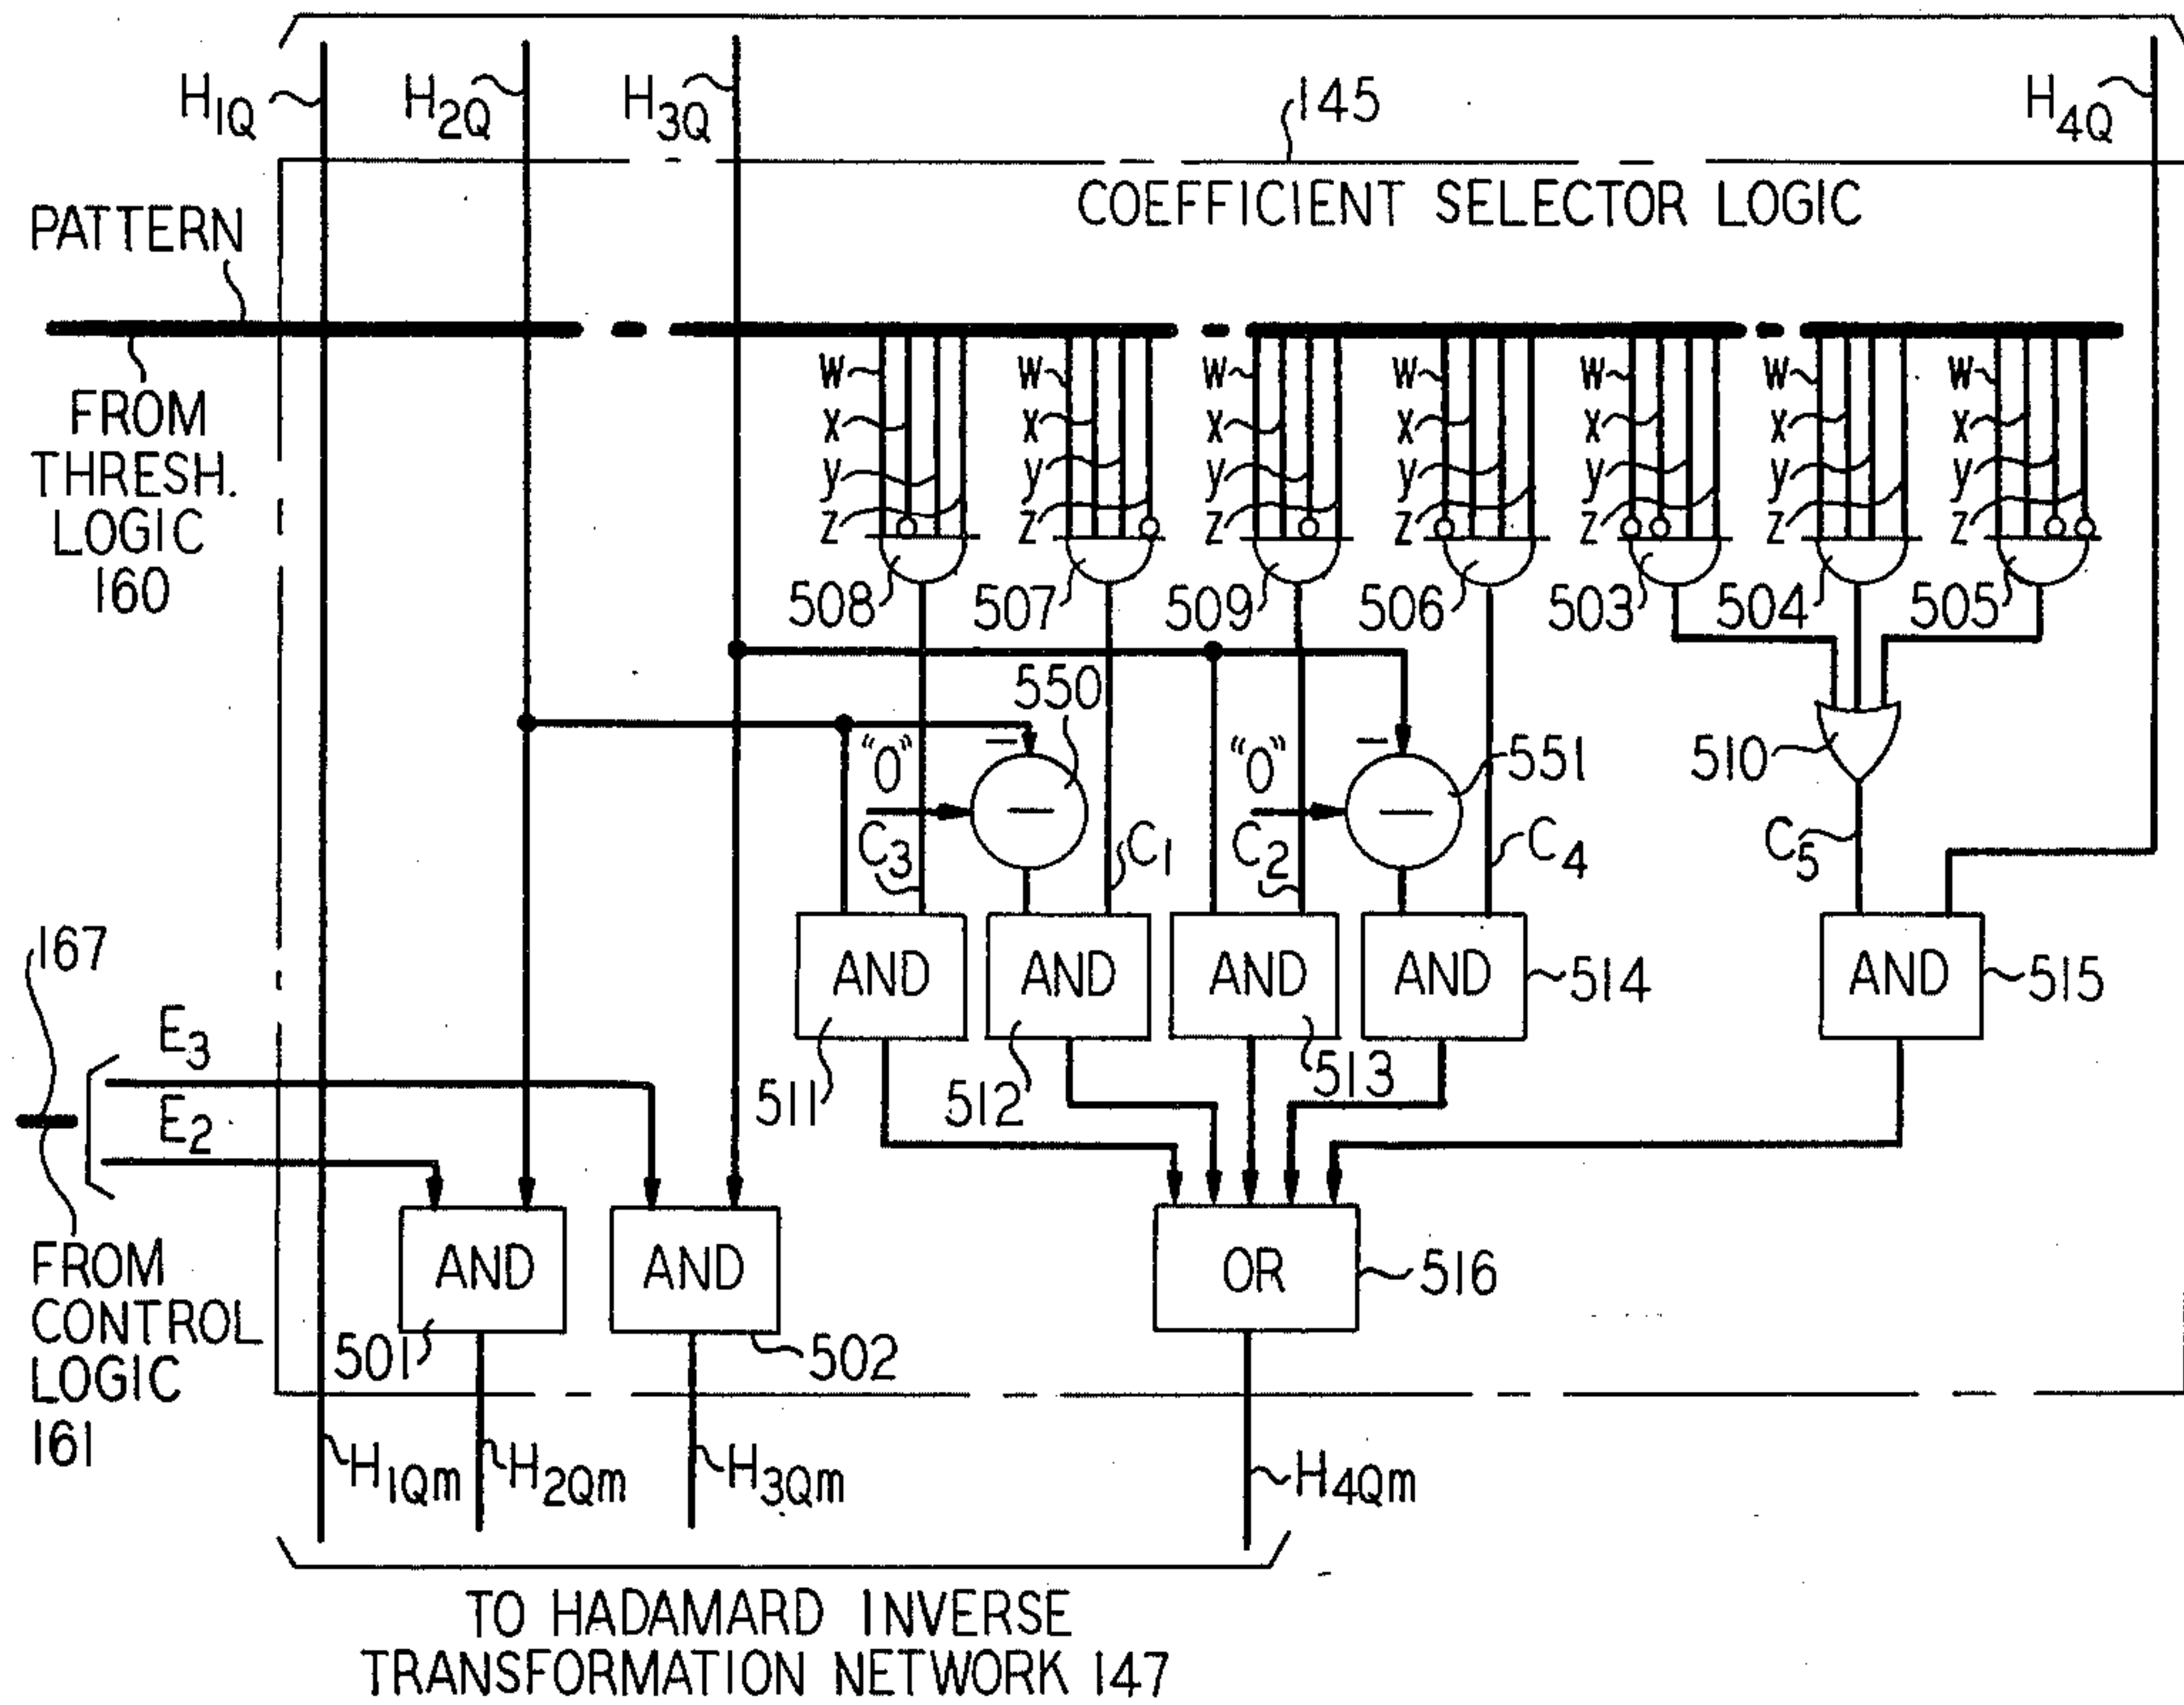 H1Q H2Q H3Q 145 H4Q
COEFFICIENT SELECTOR LOGIC
PATTERN
FROM
THRESH.
LOGIC
160
W W W W W W W
X X X X X X X
y y y y y y y
Z Z Z Z Z Z Z
508 507 509 506 503 504 505
550
"0" − "0" − 551 510
− −
C3 C1 C2 C4 C5
167
AND AND AND AND 514 AND 515
E3
511 512 513
E2
AND AND OR 516
FROM
CONTROL
LOGIC
161
501 502
H1Qm H2Qm H3Qm H4Qm
TO HADAMARD INVERSE
TRANSFORMATION NETWORK 147